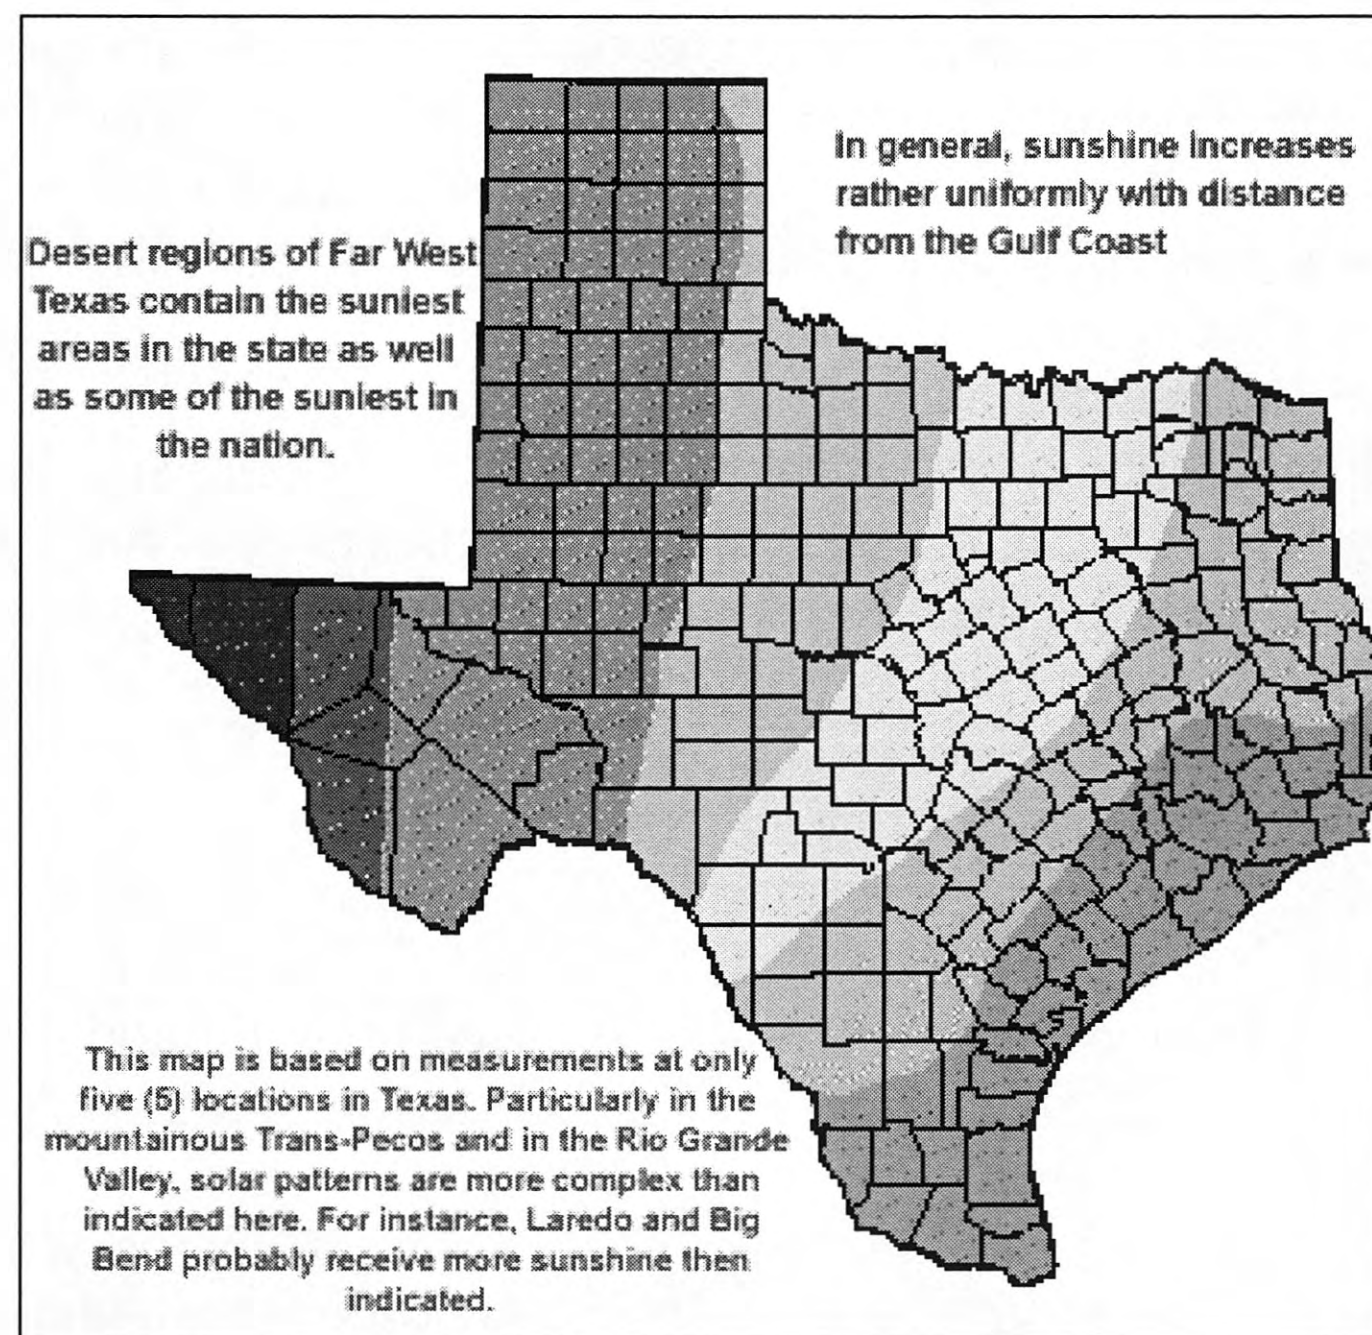 In general, sunshine increases
rather uniformly with distance
from the Gulf Coast
Desert regions of Far West
Texas contain the suniest
areas in the state as well
as some of the suniest in
the nation.
This map is based on measurements at only
five (5) locations in Texas. Particularly in the
mountainous Trans-Pecos and in the Rio Grande
Valley, solar patterns are more complex than
indicated here. For instance, Laredo and Big
Bend probably receive more sunshine then
indicated.